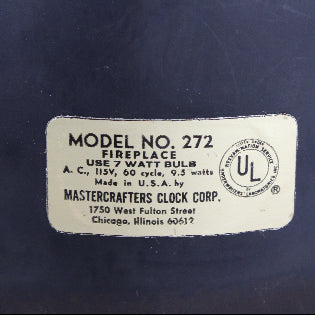 MODEL NO. 272
FIREPLACE
USE 7 WATT BULB
A. C., 115V, 60 cycle, 9.5 watts
Made in U.S.A. by
MASTERCRAFTERS CLOCK CORP.
1750 West Fulton Street
Chicago, Illinois 60612
UL
®